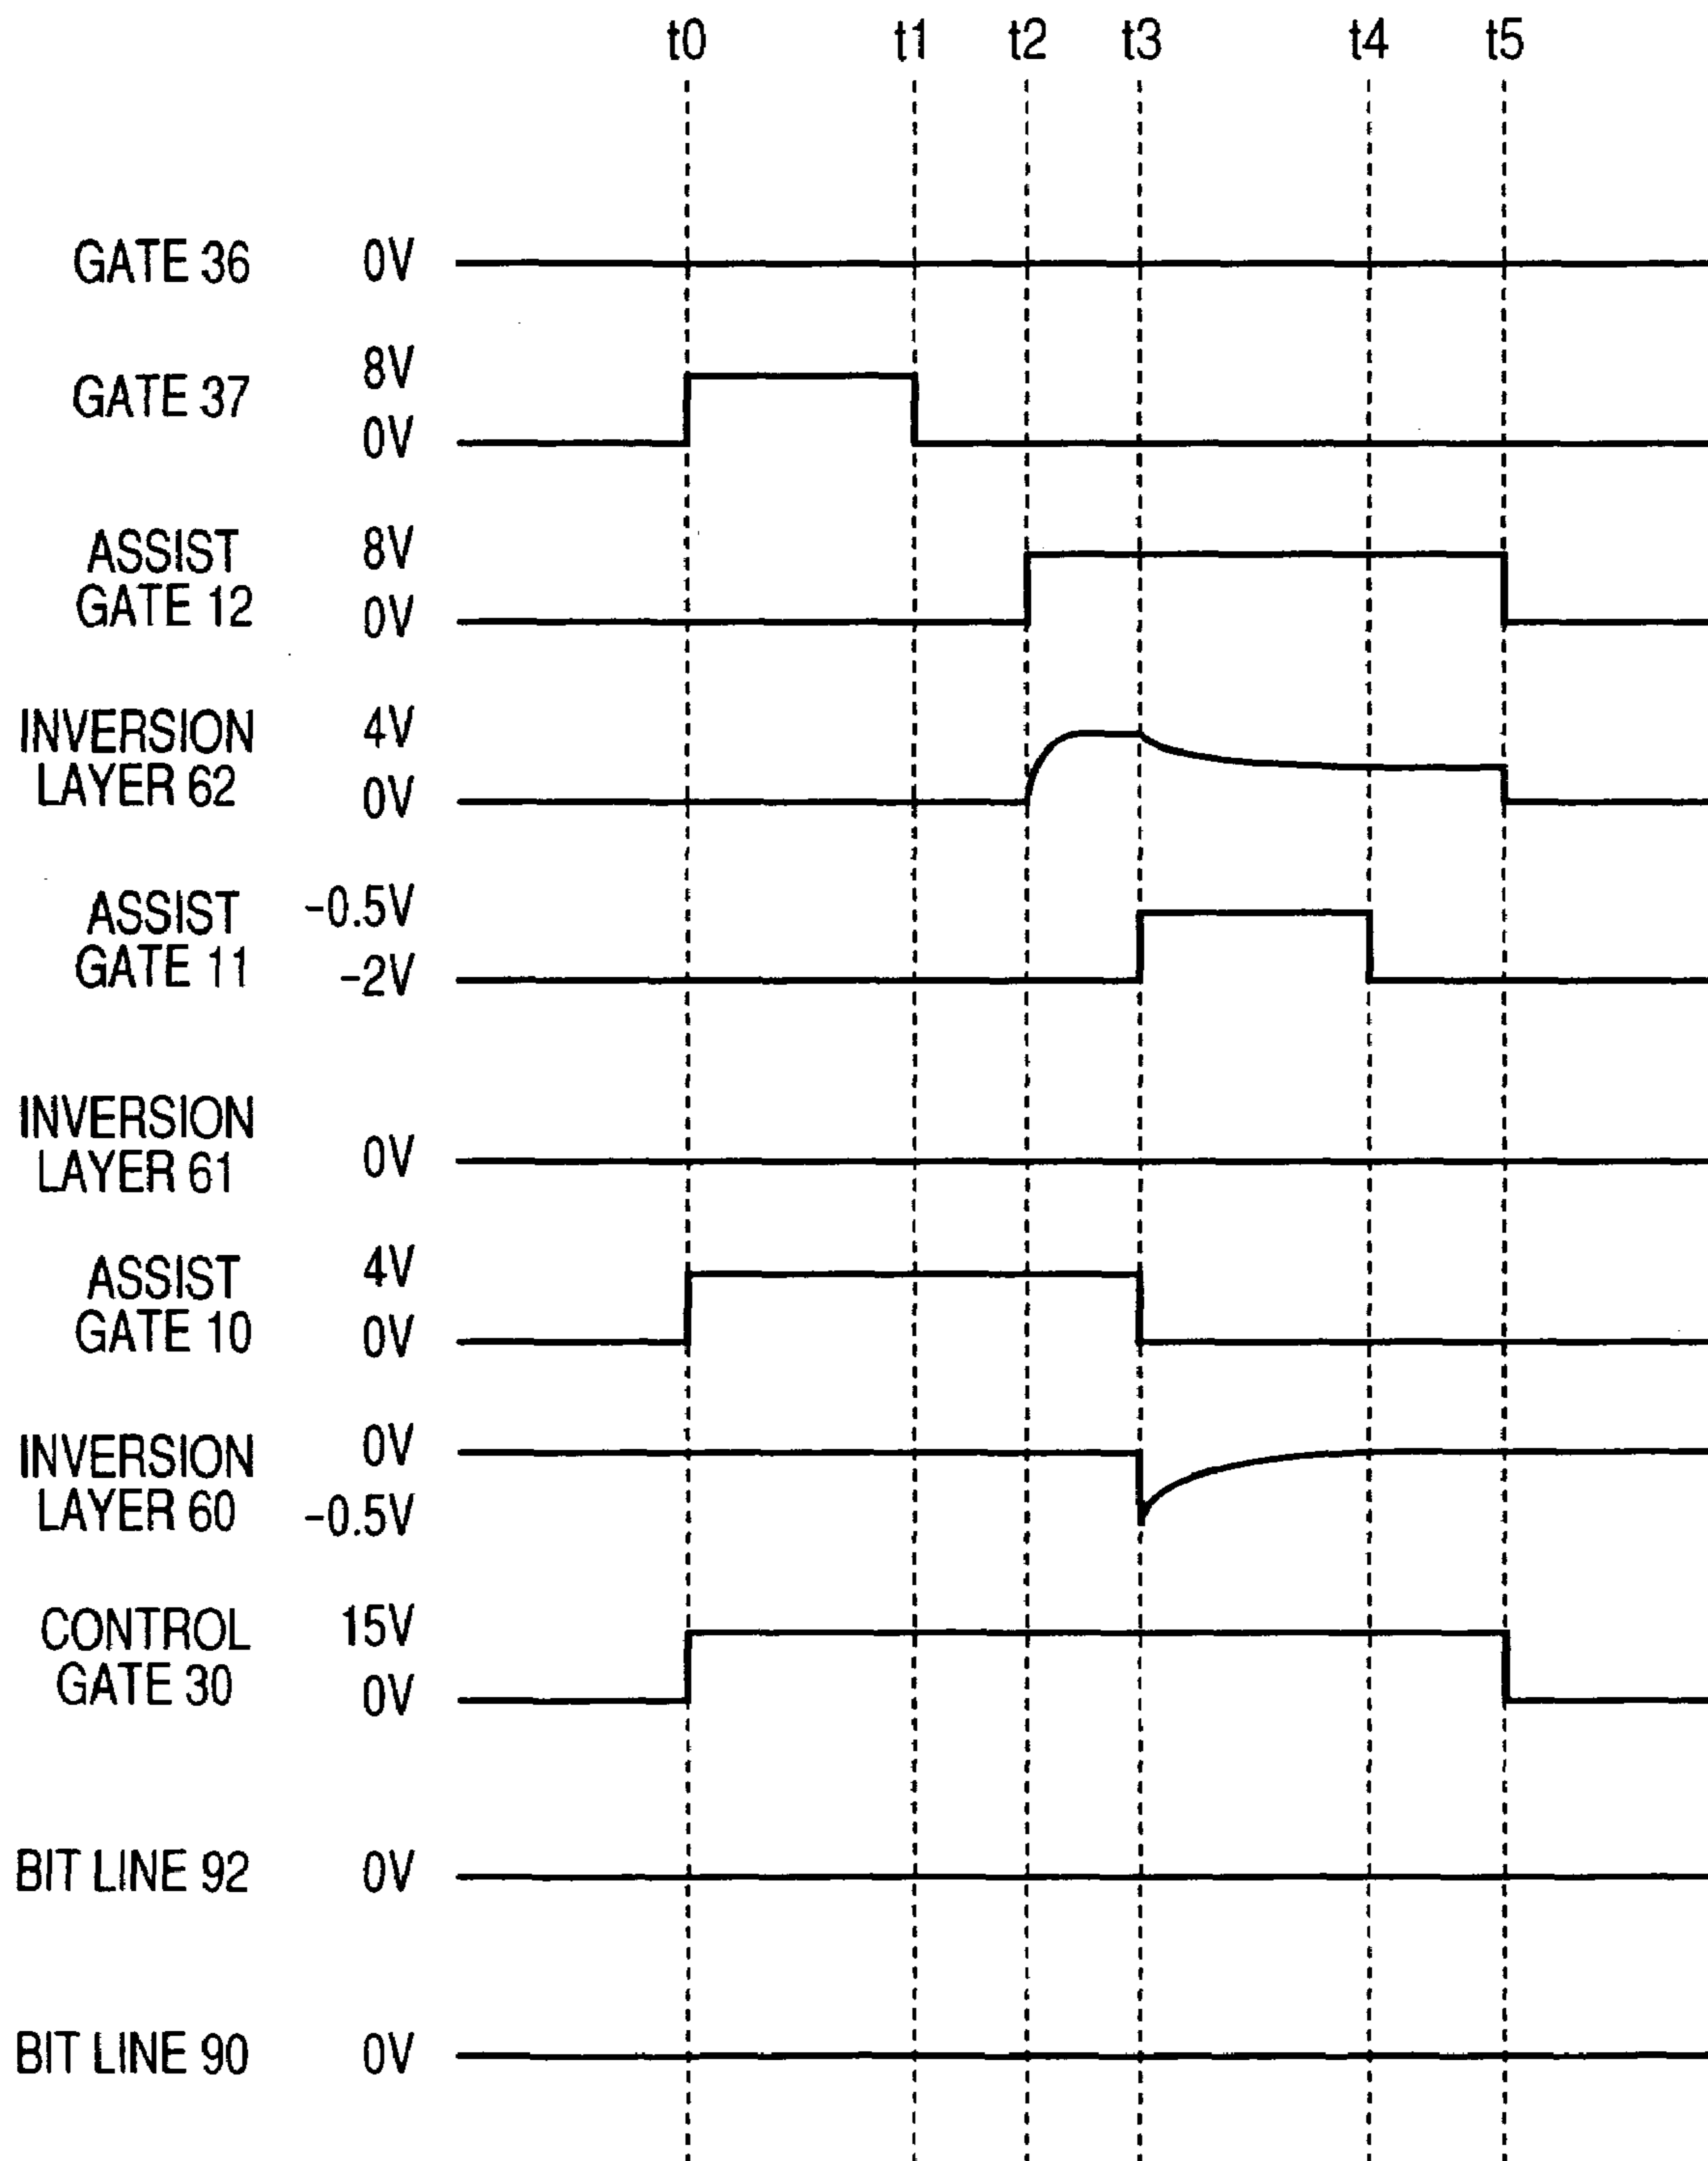 t0 t1 t2 t3 t4 t5
GATE 36 0V
GATE 37 8V
0V
ASSIST 8V
GATE 12 0V
INVERSION 4V
LAYER 62 0V
ASSIST -0.5V
GATE 11 -2V
INVERSION
LAYER 61 0V
ASSIST 4V
GATE 10 0V
INVERSION 0V
LAYER 60 -0.5V
CONTROL 15V
GATE 30 0V
BIT LINE 92 0V
BIT LINE 90 0V